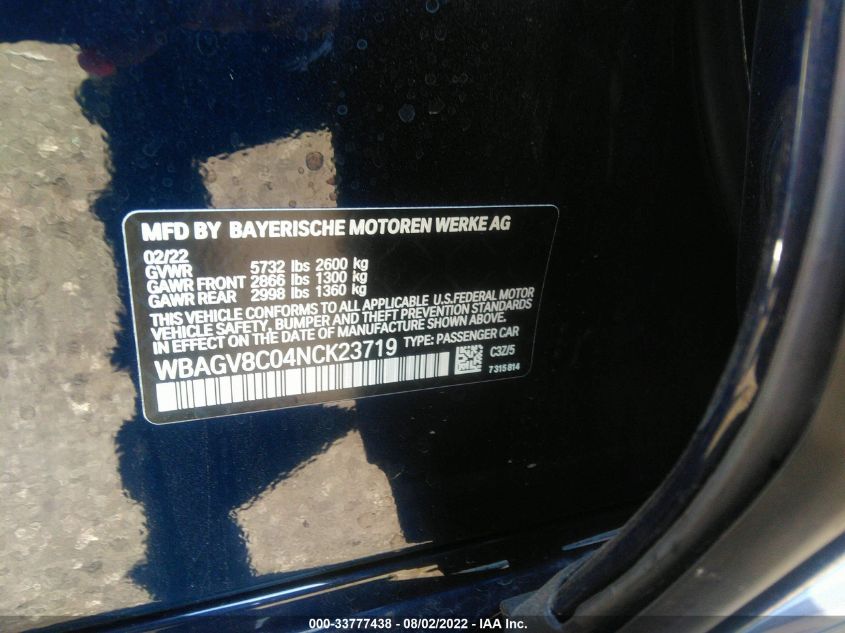 MFD BY BAYERISCHE MOTOREN WERKE AG
02/22
GVWR 5732 lbs 2600 kg
GAWR FRONT 2866 lbs 1300 kg
GAWR REAR 2998 lbs 1360 kg
THIS VEHICLE CONFORMS TO ALL APPLICABLE U.S.FEDERAL MOTOR
VEHICLE SAFETY, BUMPER AND THEFT PREVENTION STANDARDS
IN EFFECT ON THE DATE OF MANUFACTURE SHOWN ABOVE.
WBAGV8C04NCK23719 TYPE: PASSENGER CAR
C3Z/5
7 315 814
000-33777438 - 08/02/2022 - IAA Inc.